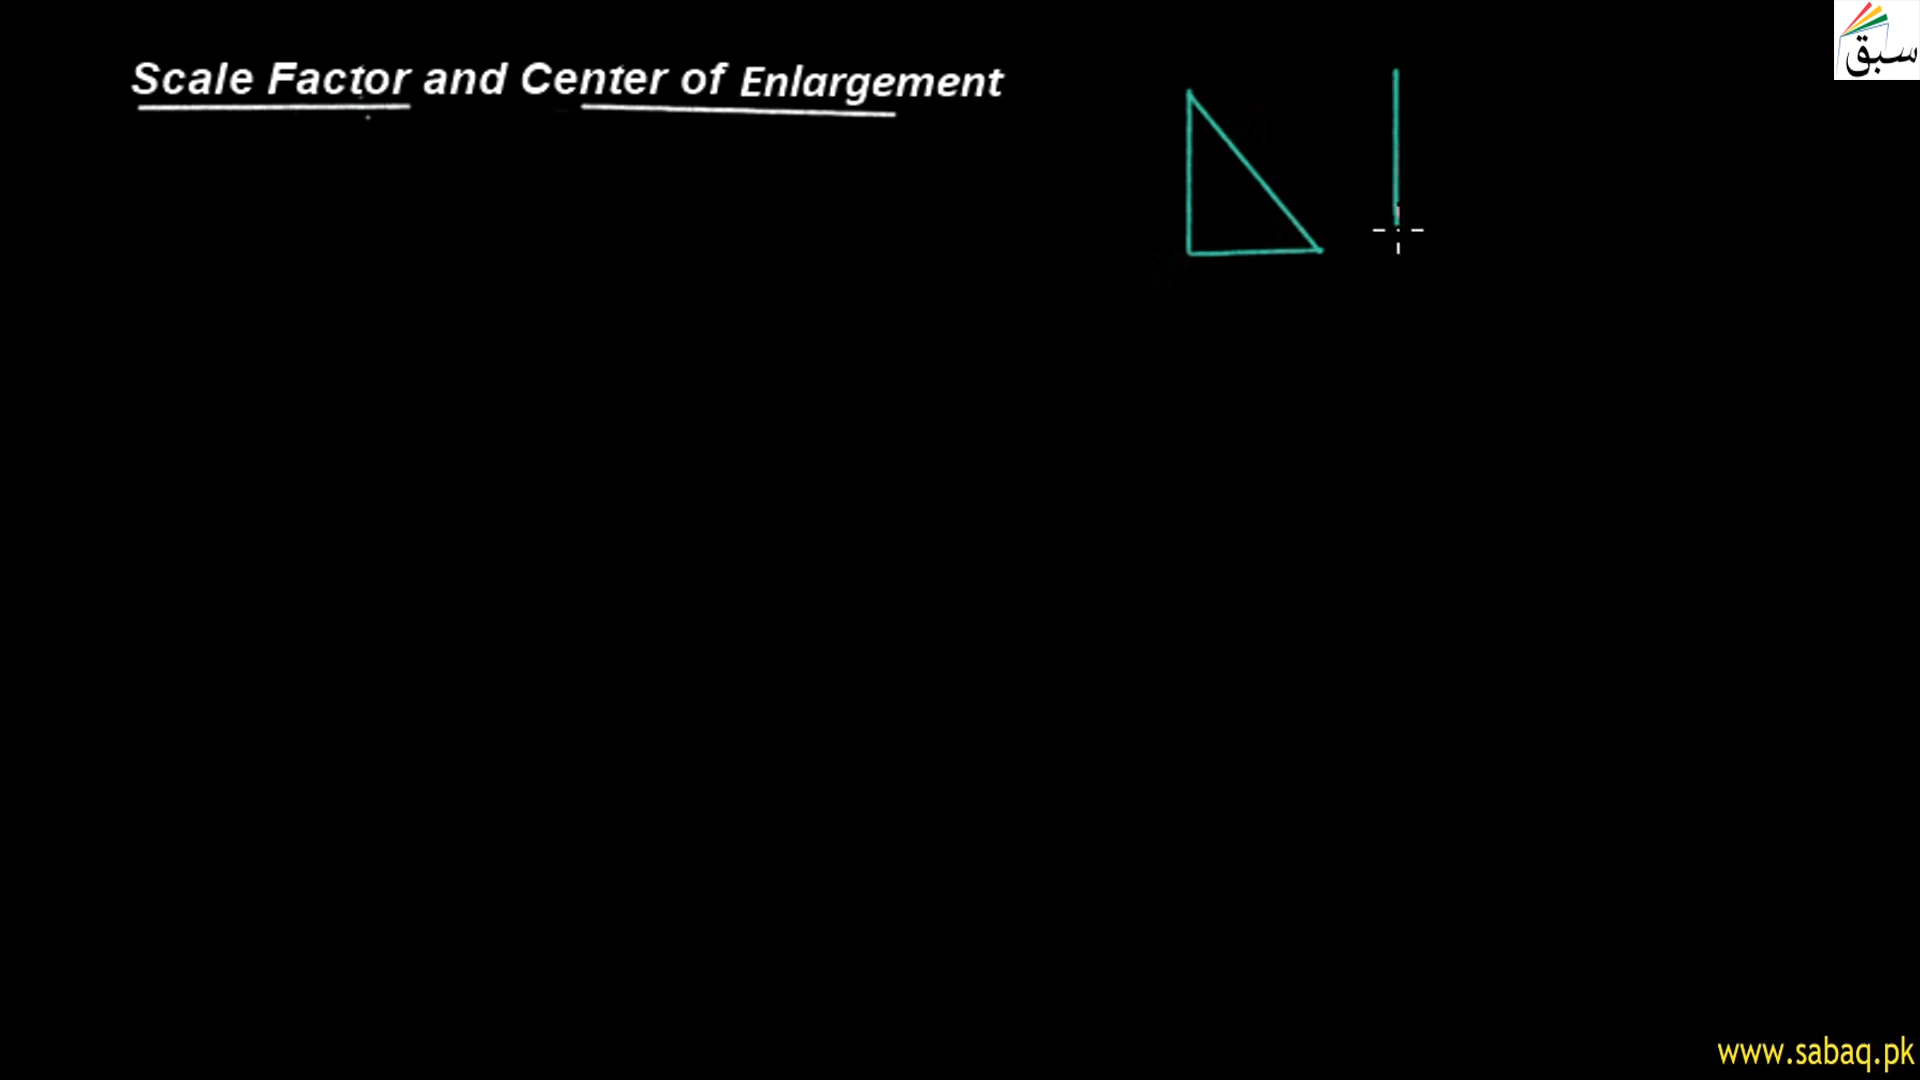 Scale Factor and Center of Enlargement
سبق
www.sabaq.pk